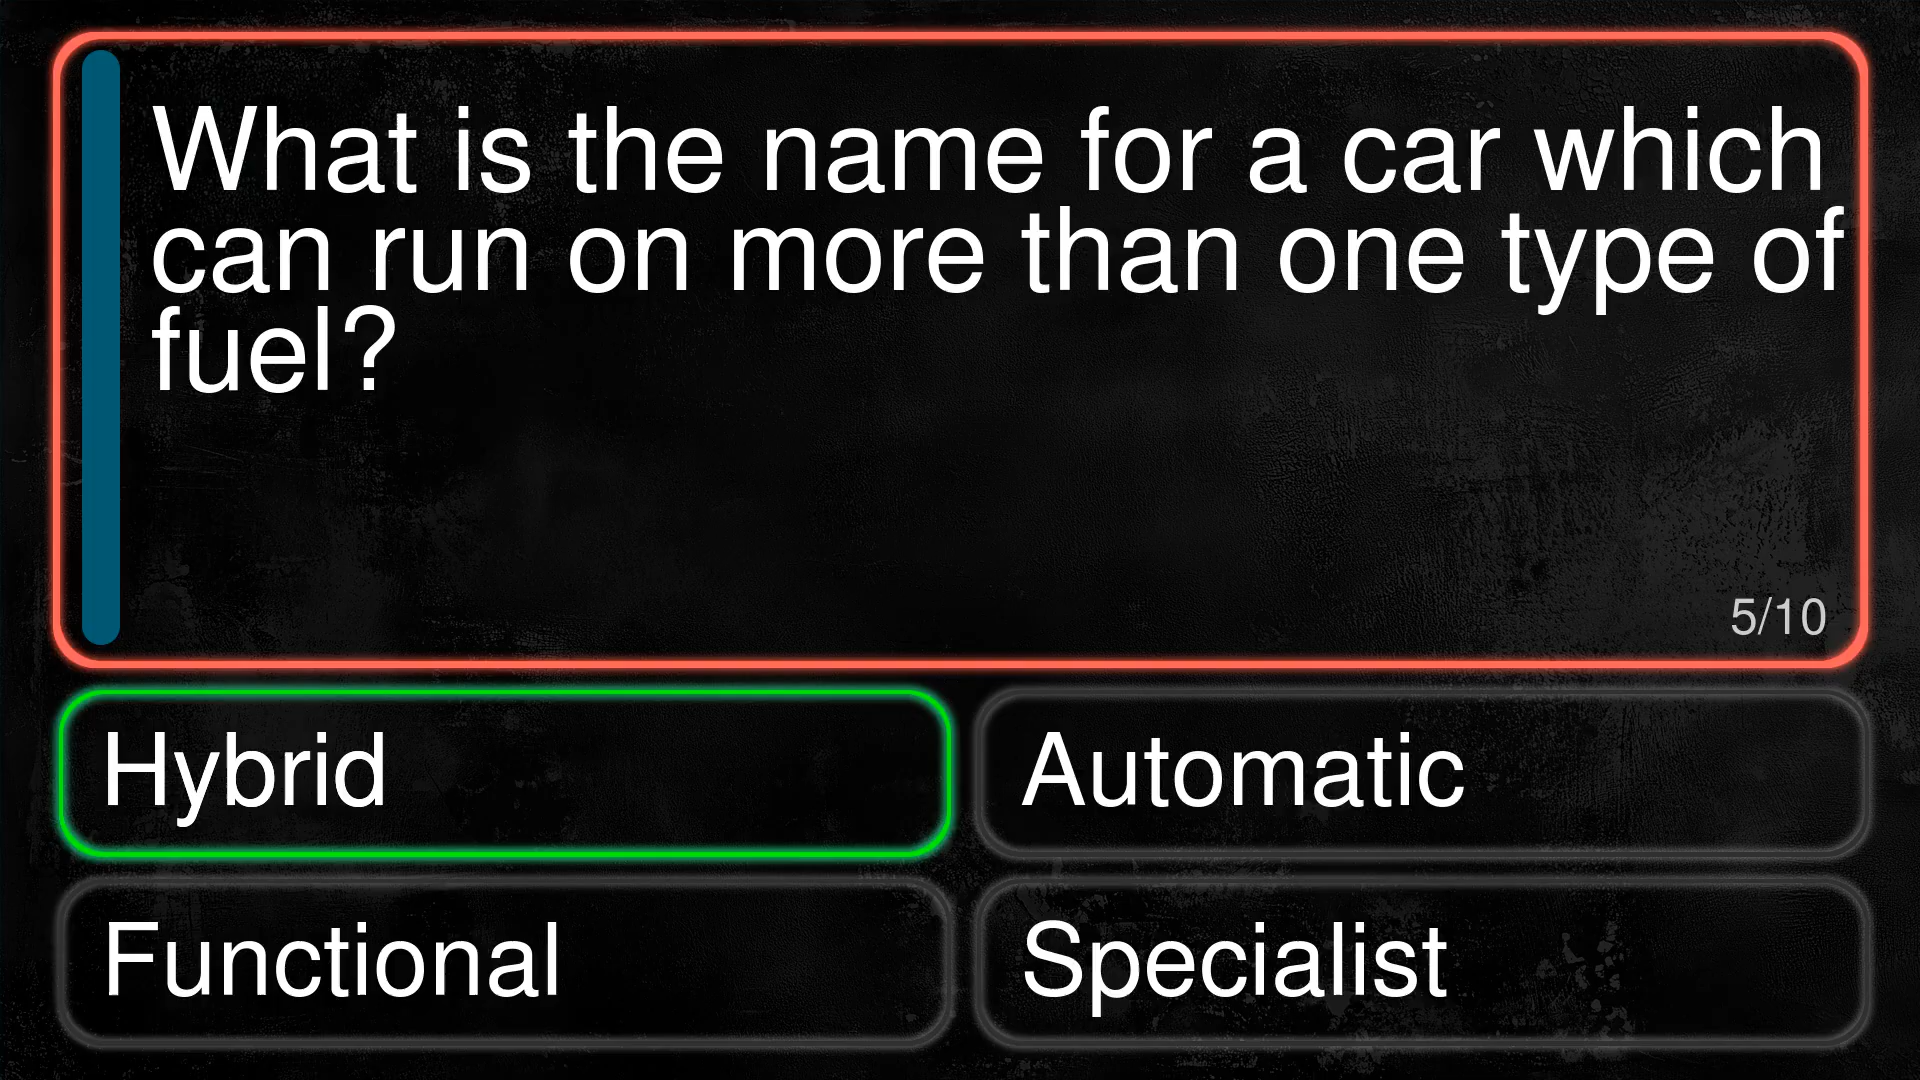 What is the name for a car which
can run on more than one type of
fuel?
5/10
Hybrid
Automatic
Functional
Specialist